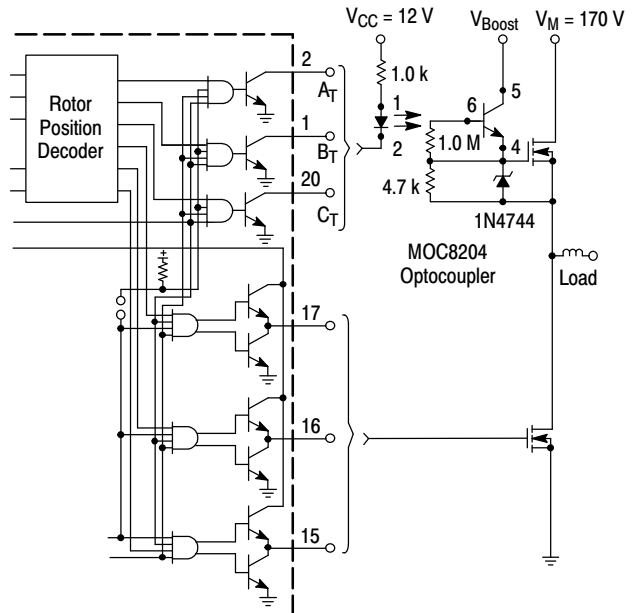 V_CC = 12 V
V_Boost
V_M = 170 V
1.0 k
1
2
6
5
1.0 M
4
4.7 k
1N4744
MOC8204
Optocoupler
Load
Rotor
Position
Decoder
2
A_T
1
B_T
20
C_T
+
17
16
15